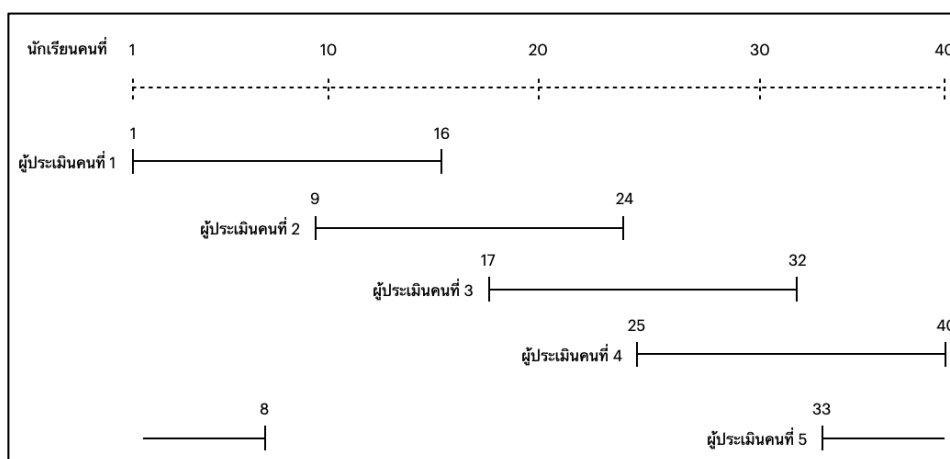 นักเรียนคนที่ 1 10 20 30 40
1 16
ผู้ประเมินคนที่ 1
9 24
ผู้ประเมินคนที่ 2
17 32
ผู้ประเมินคนที่ 3
25 40
ผู้ประเมินคนที่ 4
8 33
ผู้ประเมินคนที่ 5